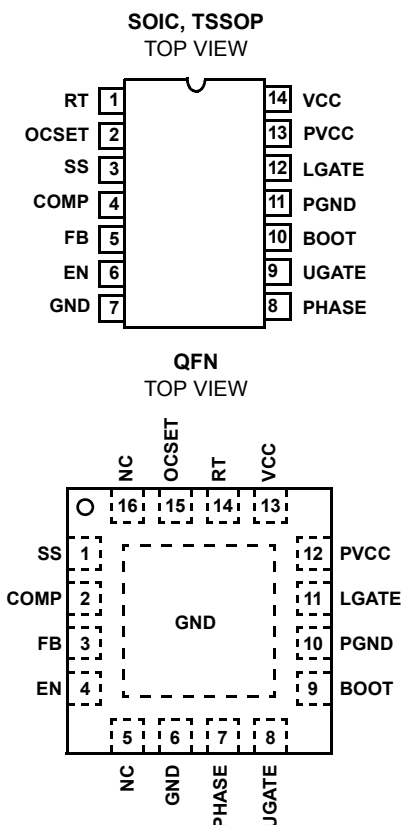 SOIC, TSSOP
TOP VIEW
RT 1 14 VCC
OCSET 2 13 PVCC
SS 3 12 LGATE
COMP 4 11 PGND
FB 5 10 BOOT
EN 6 9 UGATE
GND 7 8 PHASE
QFN
TOP VIEW
NC OCSET RT VCC
16 15 14 13
SS 1 12 PVCC
COMP 2 11 LGATE
GND
FB 3 10 PGND
EN 4 9 BOOT
5 6 7 8
NC GND PHASE UGATE